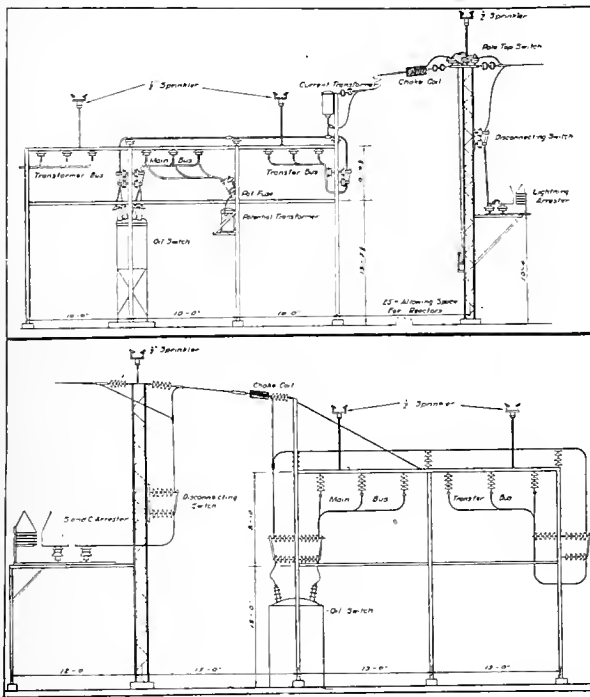 ½" Sprinkler
Pole Top Switch
Current Transformer
½" Sprinkler
Choke Coil
Disconnecting
Switch
Main Bus
Transformer Bus
Transfer Bus
Lightning
Arrester
Pot Fuse
Potential Transformer
Oil Switch
10'-0"
10'-0"
10'-0"
25'= Allowing Space
For Reactors
½" Sprinkler
Choke Coil
½" Sprinkler
Disconnecting
Switch
Main Bus
Transfer Bus
S and C Arrester
Oil Switch
13'-0"
13'-0"